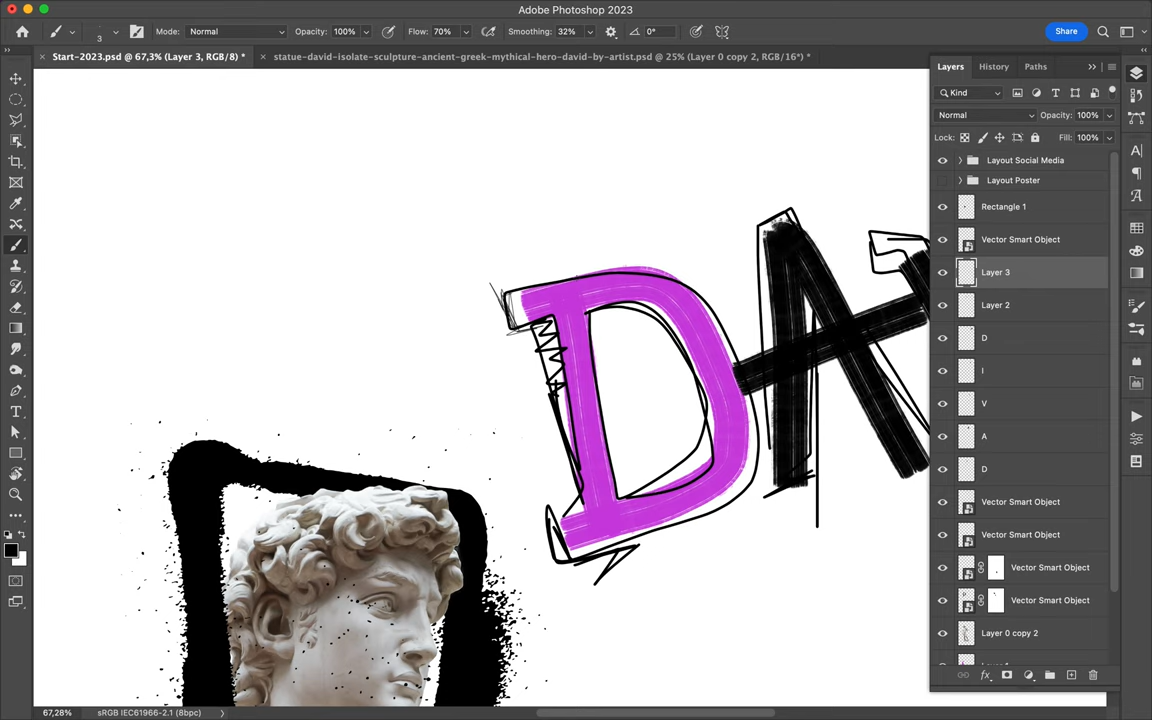 Adobe Photoshop 2023
3 Mode: Normal Opacity: 100% Flow: 70% Smoothing: 32% 0° Share
Start-2023.psd @ 67,3% (Layer 3, RGB/8) * statue-david-isolate-sculpture-ancient-greek-mythical-hero-david-by-artist.psd @ 25% (Layer 0 copy 2, RGB/16*) *
Layers History Paths
Kind
Normal Opacity: 100%
Lock: Fill: 100%
Layout Social Media
Layout Poster
Rectangle 1
Vector Smart Object
Layer 3
Layer 2
D
I
V
A
D
Vector Smart Object
Vector Smart Object
Vector Smart Object
Vector Smart Object
Layer 0 copy 2
DA
67,28% sRGB IEC61966-2.1 (8bpc)